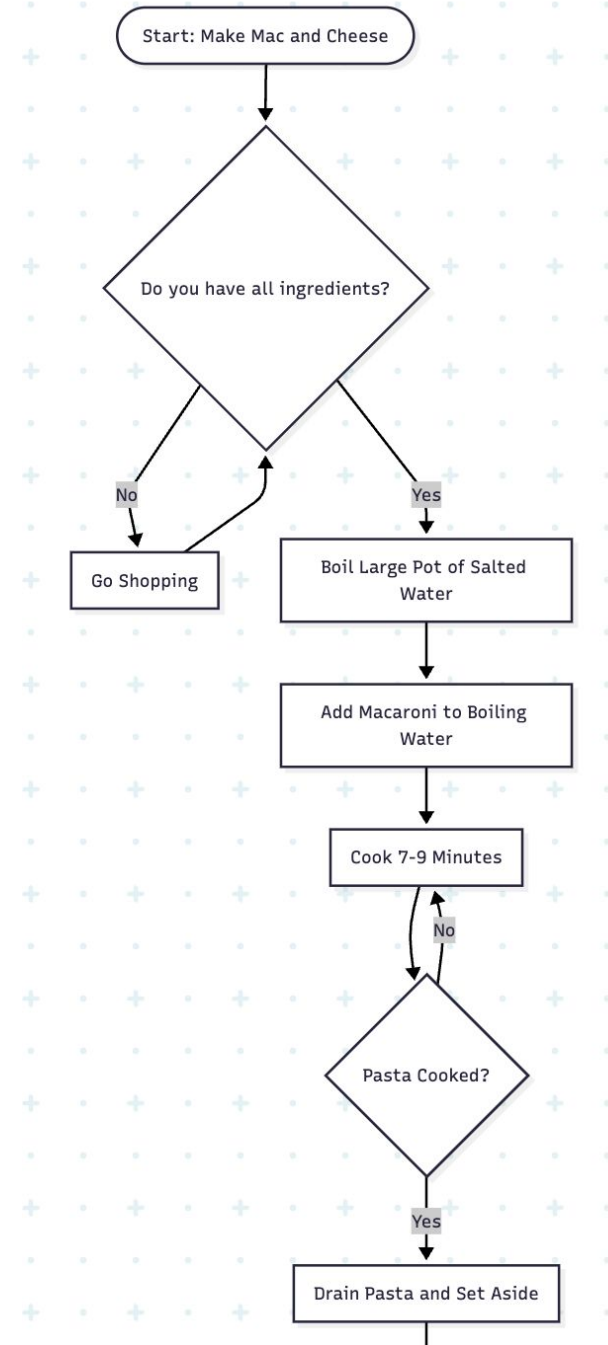 Start: Make Mac and Cheese
Do you have all ingredients?
No
Yes
Go Shopping
Boil Large Pot of Salted
Water
Add Macaroni to Boiling
Water
Cook 7-9 Minutes
No
Pasta Cooked?
Yes
Drain Pasta and Set Aside